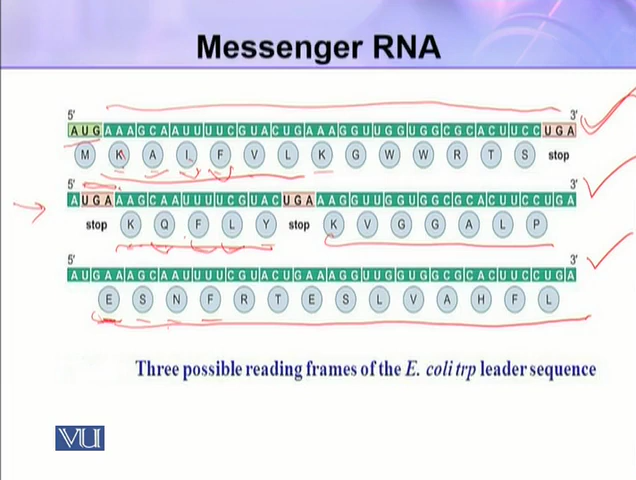 Messenger RNA
5' 3'
AUGAAAGCAAUUUUCGUACUGAAAGGUUGGUGGCGCACUUCCUGA
M K A I F V L K G W W R T S stop
5' 3'
AUGAAAGCAAUUUUCGUACUGAAAGGUUGGUGGCGCACUUCCUGA
stop K Q F L Y stop K V G G A L P
5' 3'
AUGAAAGCAAUUUUCGUACUGAAAGGUUGGUGGCGCACUUCCUGA
E S N F R T E S L V A H F L
Three possible reading frames of the E. coli trp leader sequence
VU